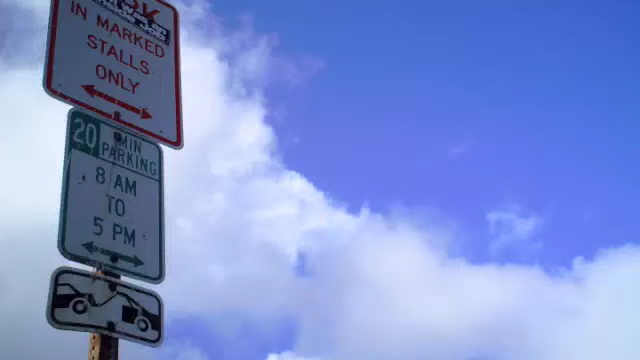 IN MARKED
STALLS
ONLY
20 MIN
PARKING
8 AM
TO
5 PM